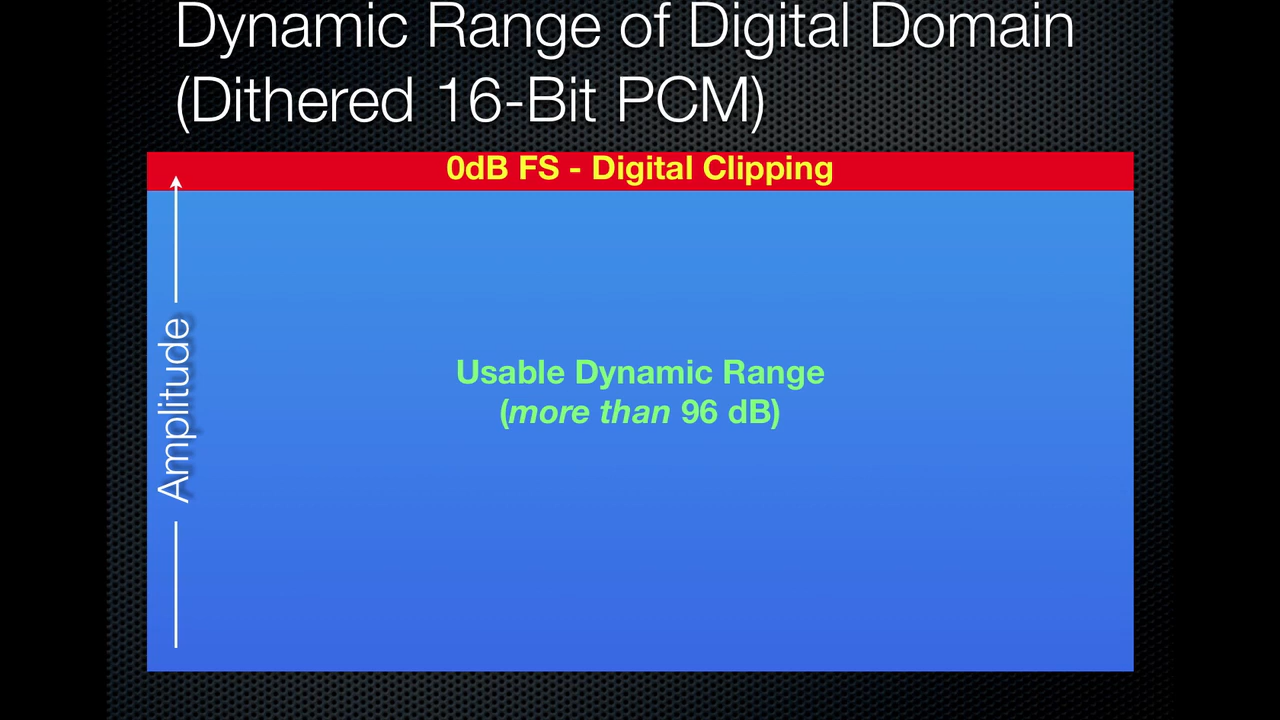 Dynamic Range of Digital Domain
(Dithered 16-Bit PCM)
0dB FS - Digital Clipping
Amplitude
Usable Dynamic Range
(more than 96 dB)